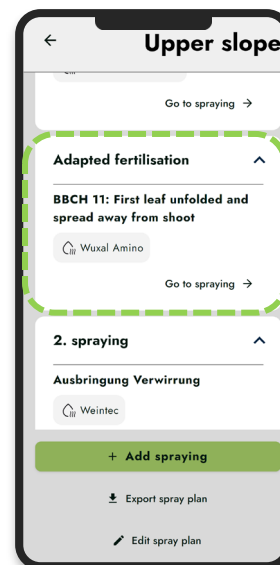 Upper slope
Go to spraying
Adapted fertilisation
BBCH 11: First leaf unfolded and
spread away from shoot
Wuxal Amino
Go to spraying
2. spraying
Ausbringung Verwirrung
Weintec
+ Add spraying
Export spray plan
Edit spray plan